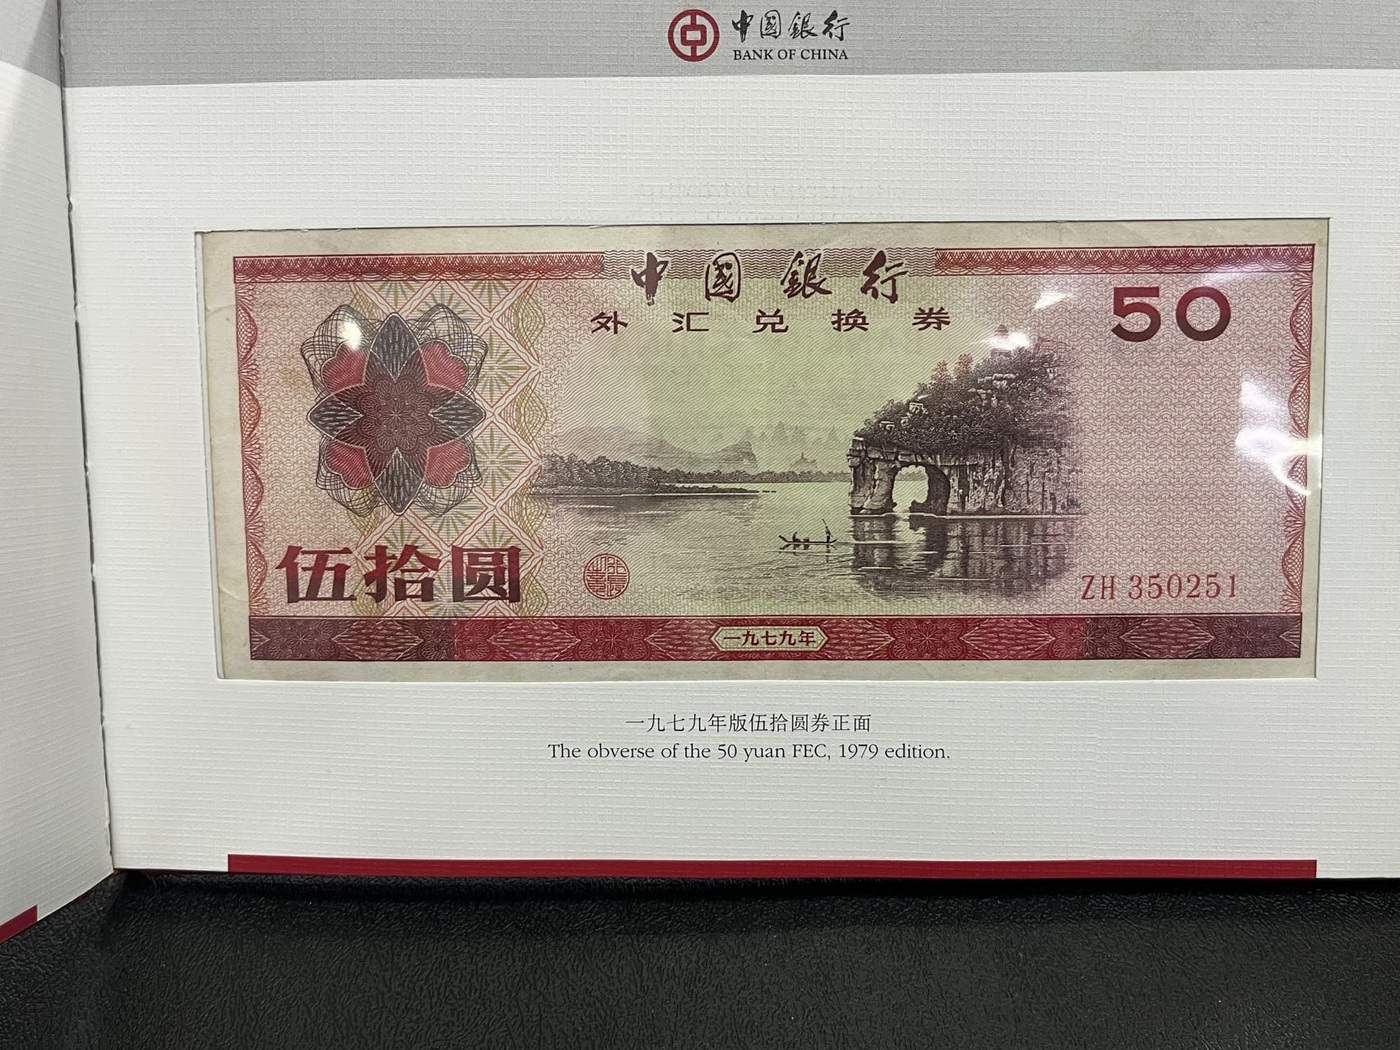 中国銀行
BANK OF CHINA
中国銀行
外汇兑换券
50
伍拾圆
ZH 350251
一九七九年
一九七九年版伍拾圆券正面
The obverse of the 50 yuan FEC, 1979 edition.